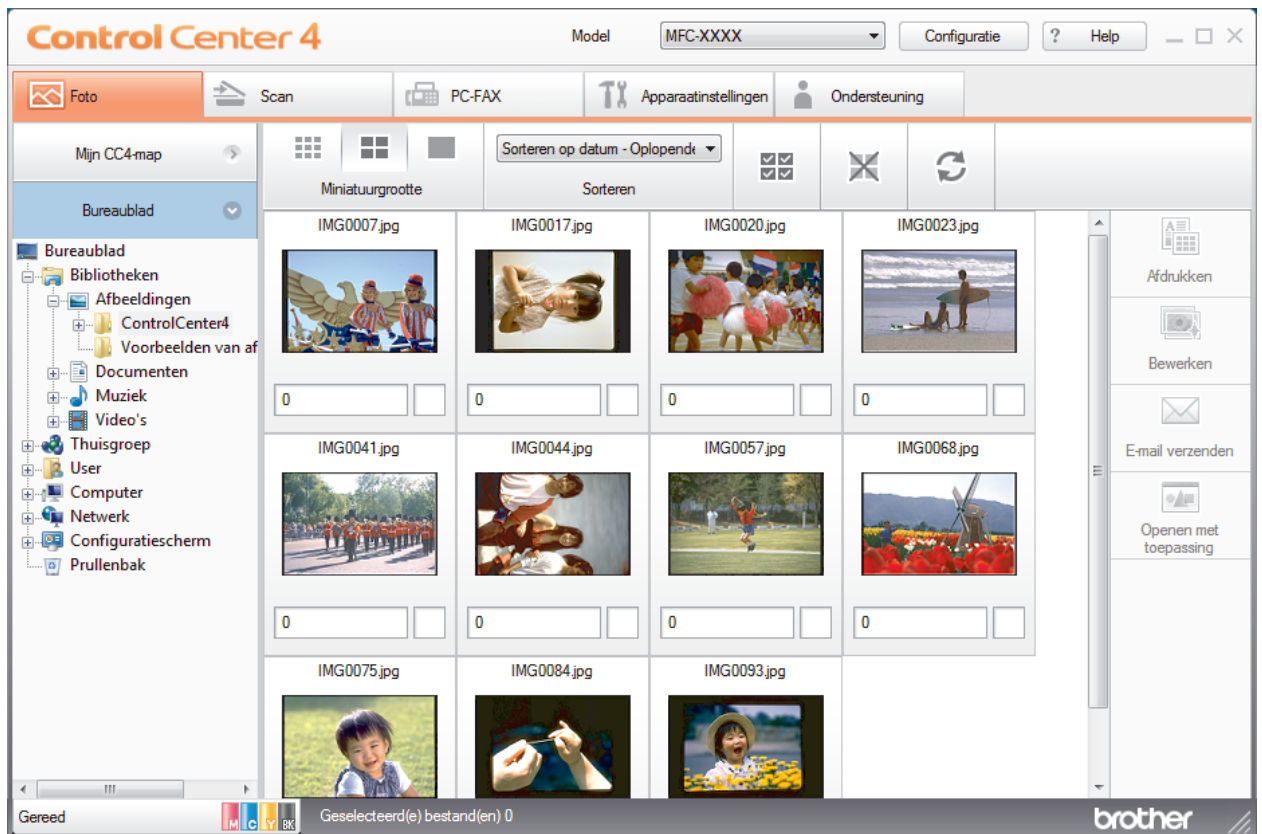 Control Center 4
Model
MFC-XXXX
Configuratie
? Help
Foto
Scan
PC-FAX
Apparaatinstellingen
Ondersteuning
Mijn CC4-map
Bureaublad
Miniatuurgrootte
Sorteren op datum - Oplopende
Sorteren
Bureaublad
Bibliotheken
Afbeeldingen
ControlCenter4
Voorbeelden van af
Documenten
Muziek
Video's
Thuisgroep
User
Computer
Netwerk
Configuratiescherm
Prullenbak
IMG0007.jpg
IMG0017.jpg
IMG0020.jpg
IMG0023.jpg
0
0
0
0
IMG0041.jpg
IMG0044.jpg
IMG0057.jpg
IMG0068.jpg
0
0
0
0
IMG0075.jpg
IMG0084.jpg
IMG0093.jpg
Afdrukken
Bewerken
E-mail verzenden
Openen met
toepassing
Gereed
M C Y BK
Geselecteerd(e) bestand(en) 0
brother